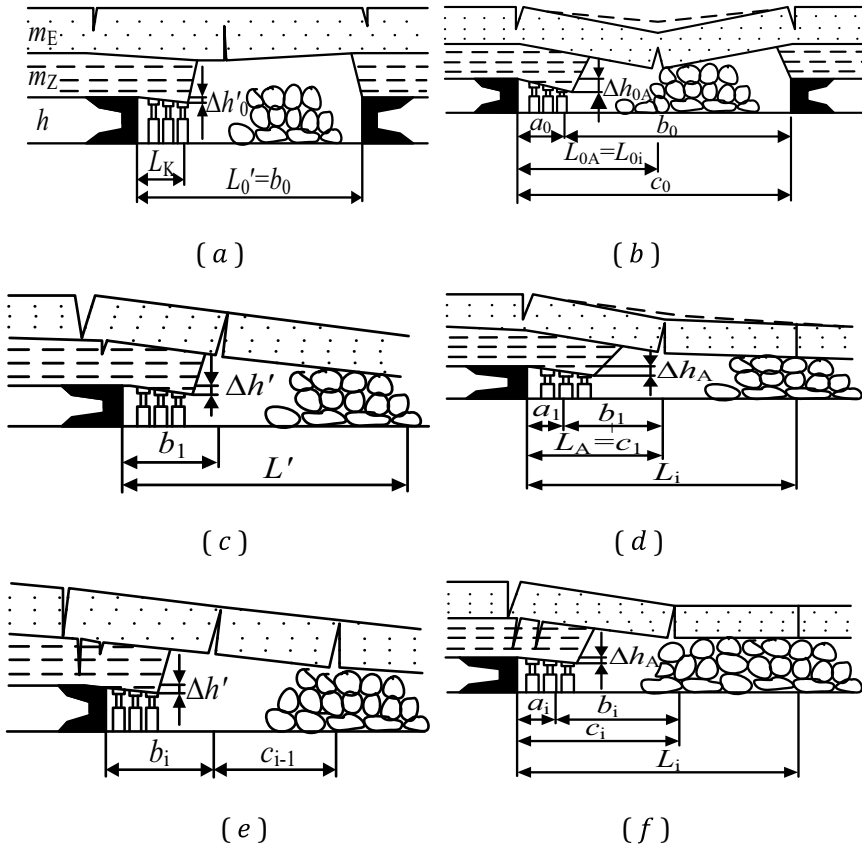 m_E
m_Z
h
Δh'_0
L_K
L_0'=b_0
(a)
Δh_0A
a_0
b_0
L_0A=L_0i
c_0
(b)
Δh'
b_1
L'
(c)
Δh_A
a_1
b_1
L_A=c_1
L_i
(d)
Δh'
b_i
c_i-1
(e)
Δh_A
a_i
b_i
c_i
L_i
(f)